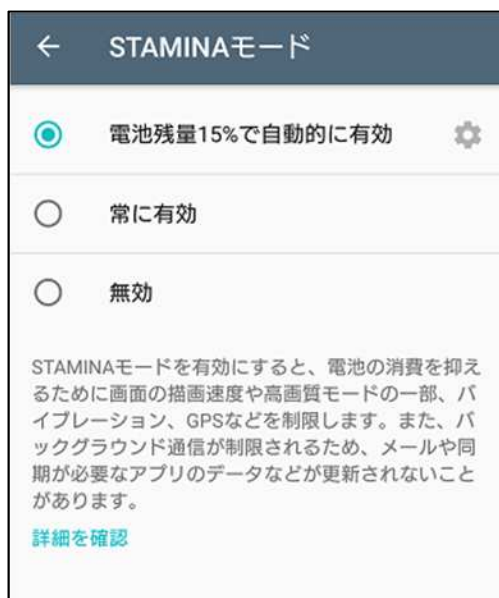 STAMINAモード
電池残量15%で自動的に有効
常に有効
無効
STAMINAモードを有効にすると、電池の消費を抑え
るために画面の描画速度や高画質モードの一部、バ
イブレーション、GPSなどを制限します。また、バ
ックグラウンド通信が制限されるため、メールや同
期が必要なアプリのデータなどが更新されないこと
があります。
詳細を確認